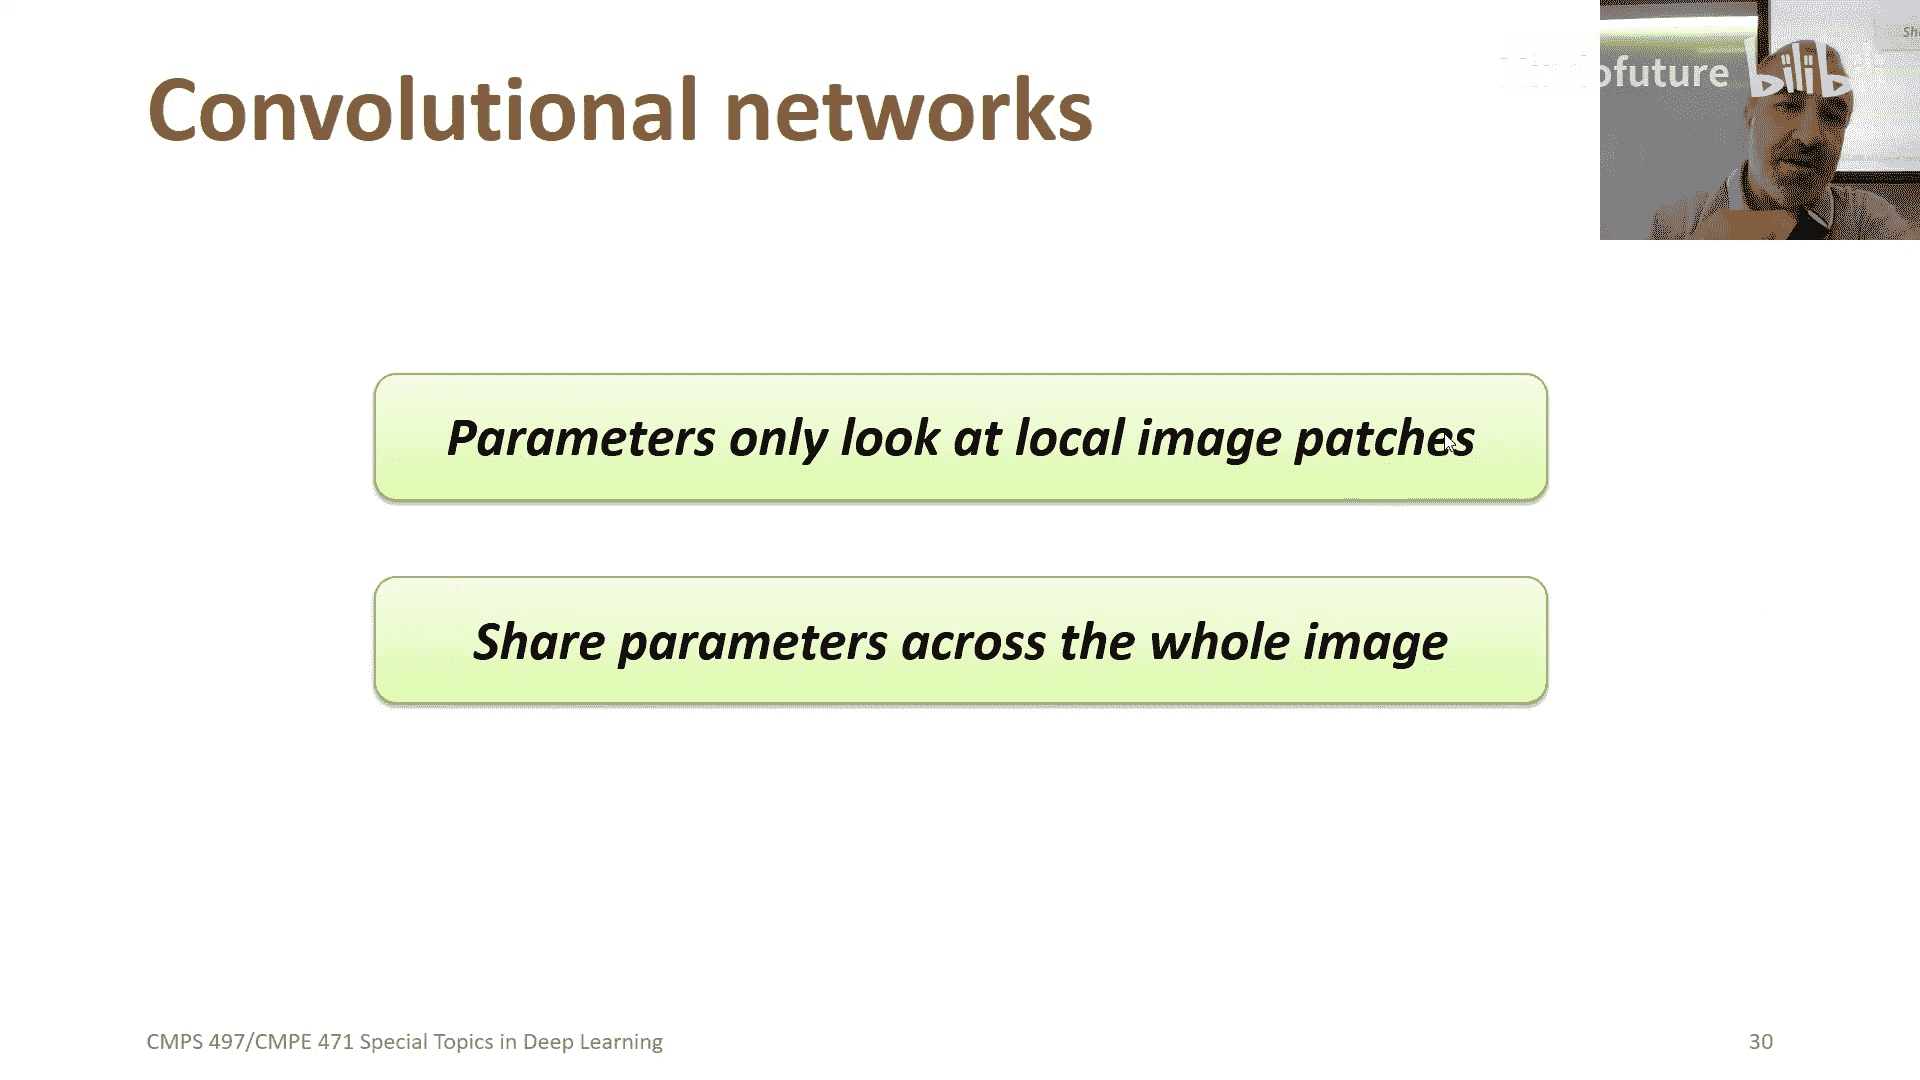 Convolutional networks
Parameters only look at local image patches
Share parameters across the whole image
CMPS 497/CMPE 471 Special Topics in Deep Learning
30